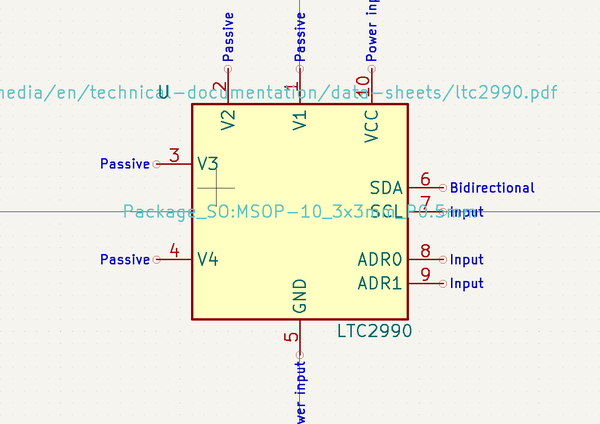 Passive
Passive
Power inp
2
1
10
media/en/technical-documentation/data-sheets/ltc2990.pdf
U
V2
V1
VCC
Passive
3
V3
SDA
6
Bidirectional
Package_SO:MSOP-10_3x3mm_P0.5mm
SCL
7
Input
Passive
4
V4
ADR0
8
Input
ADR1
9
Input
GND
5
LTC2990
wer input